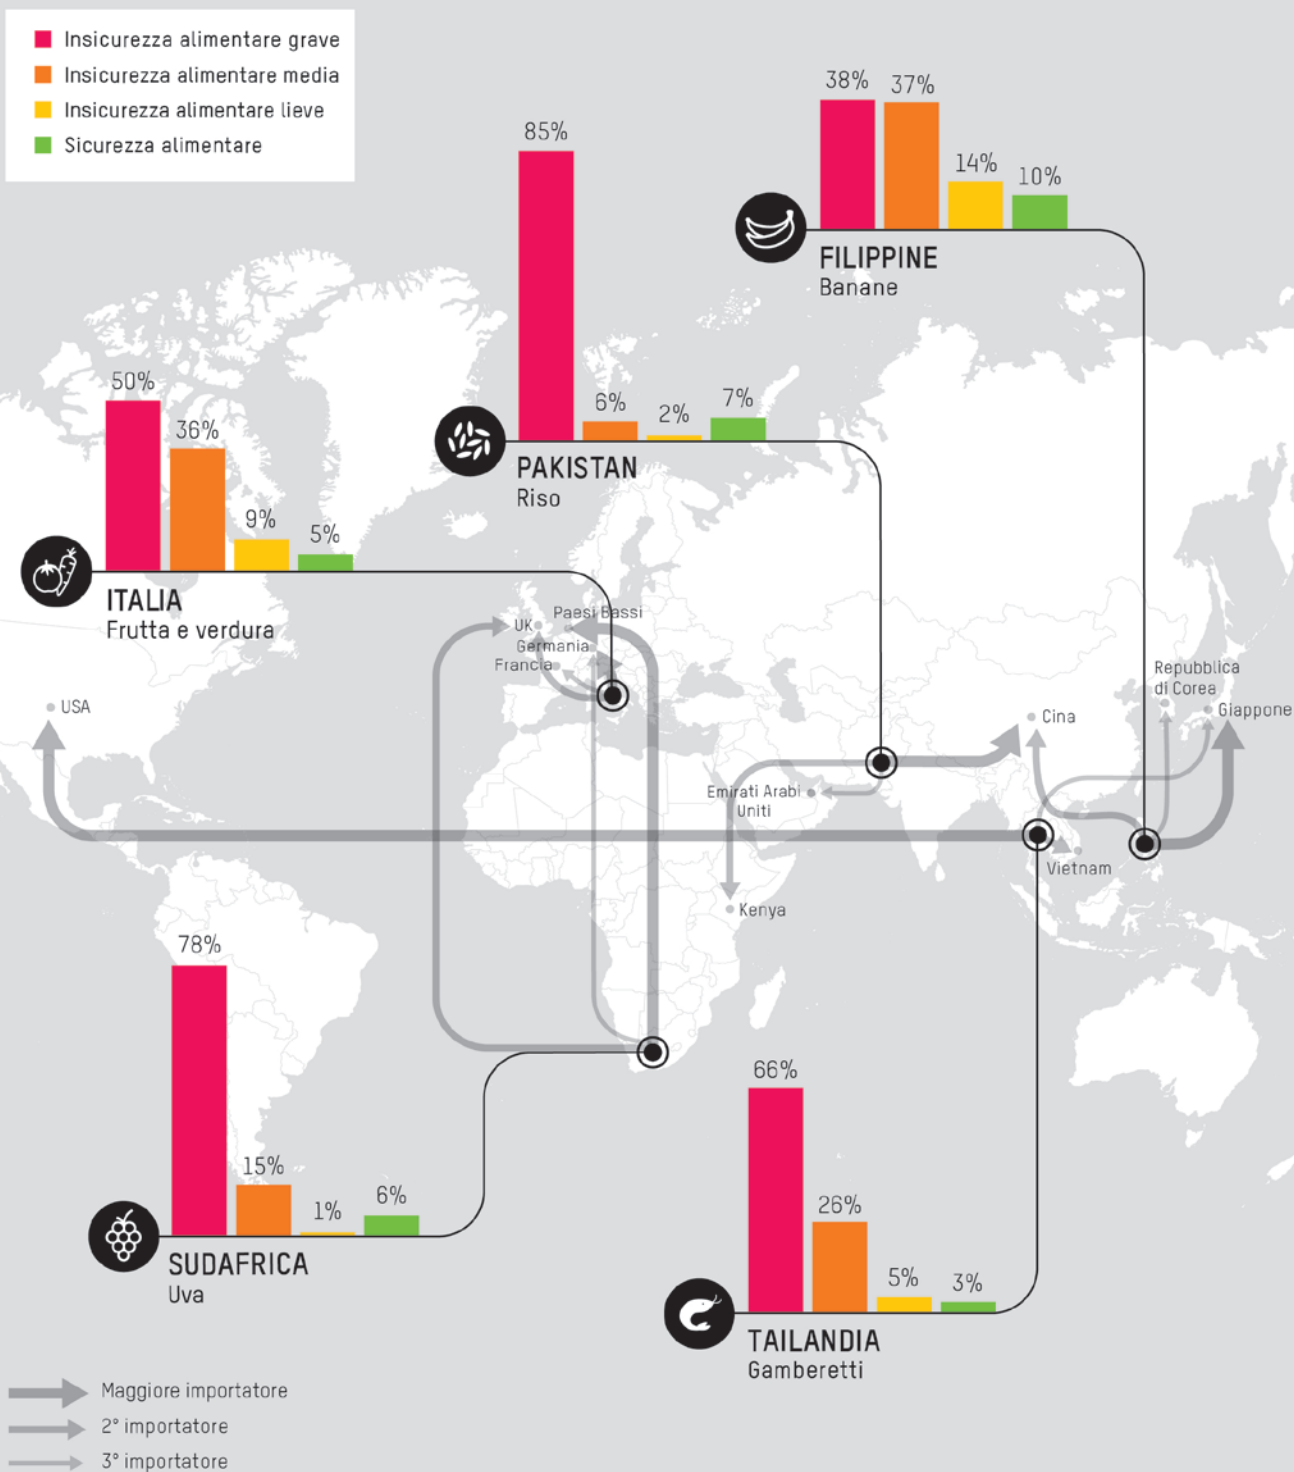 Insicurezza alimentare grave
Insicurezza alimentare media
Insicurezza alimentare lieve
Sicurezza alimentare
38%
37%
14%
10%
FILIPPINE
Banane
85%
6%
2%
7%
PAKISTAN
Riso
50%
36%
9%
5%
ITALIA
Frutta e verdura
Paesi Bassi
UK
Germania
Francia
USA
Repubblica
di Corea
Giappone
Cina
Emirati Arabi
Uniti
Vietnam
Kenya
78%
15%
1%
6%
SUDAFRICA
Uva
66%
26%
5%
3%
TAILANDIA
Gamberetti
Maggiore importatore
2° importatore
3° importatore